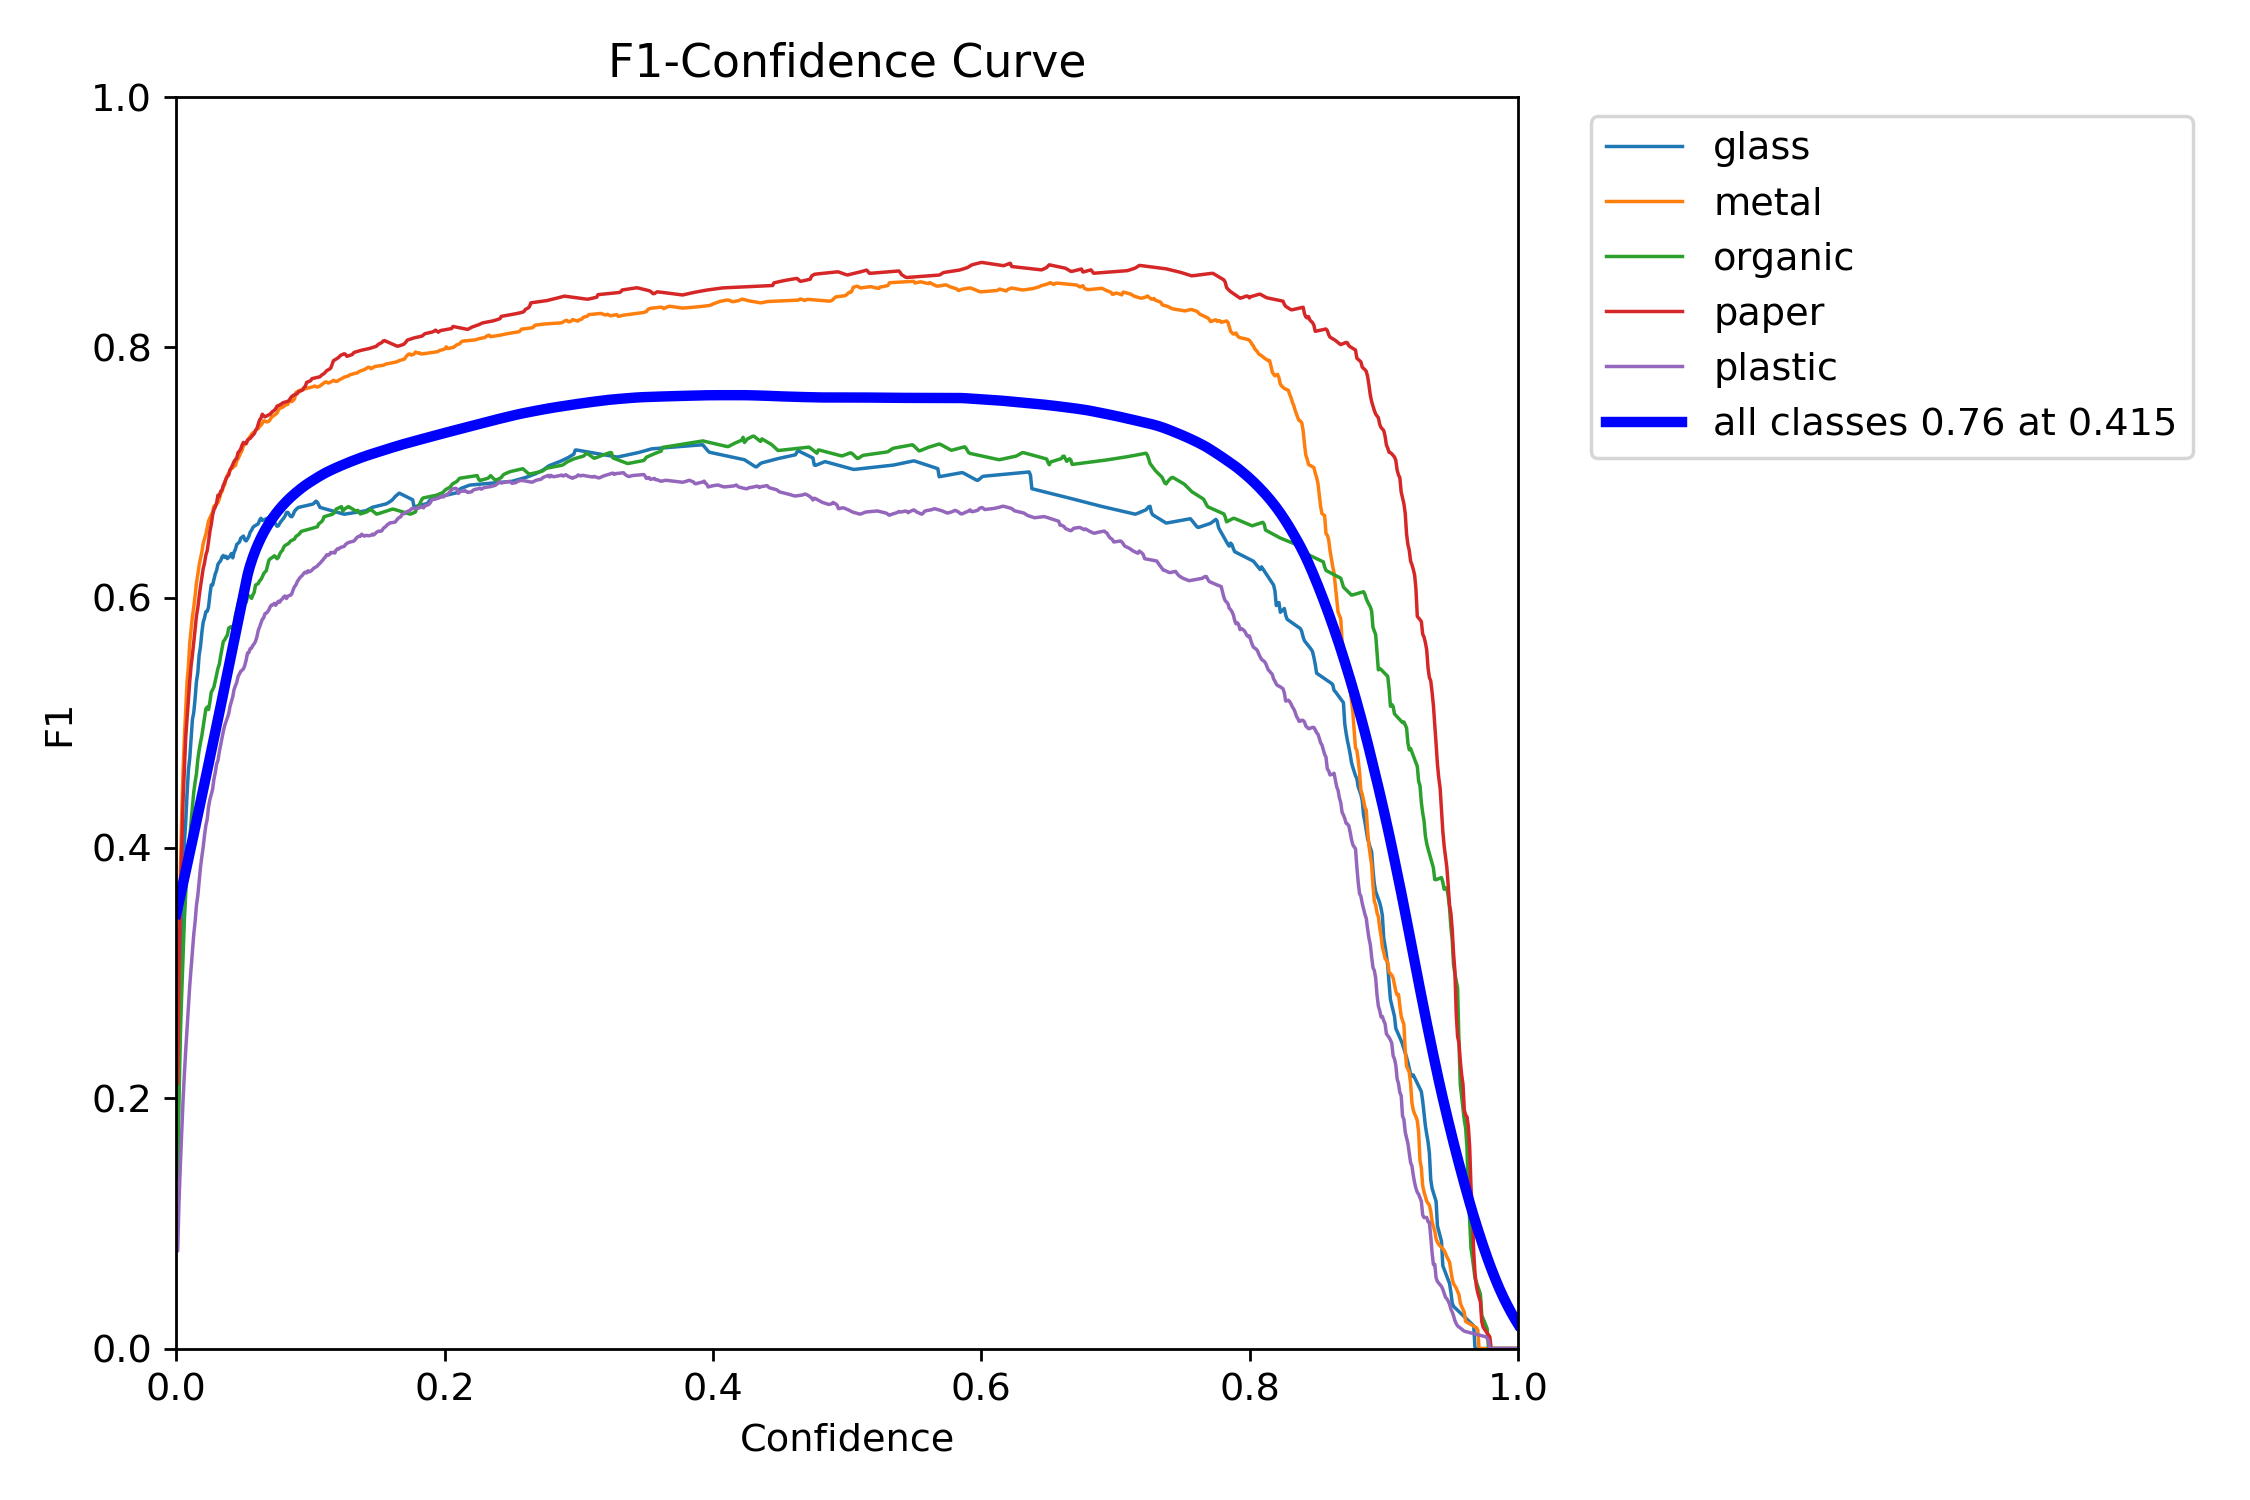 F1-Confidence Curve
1.0
0.8
0.6
0.4
0.2
0.0
F1
0.0 0.2 0.4 0.6 0.8 1.0
Confidence
glass
metal
organic
paper
plastic
all classes 0.76 at 0.415